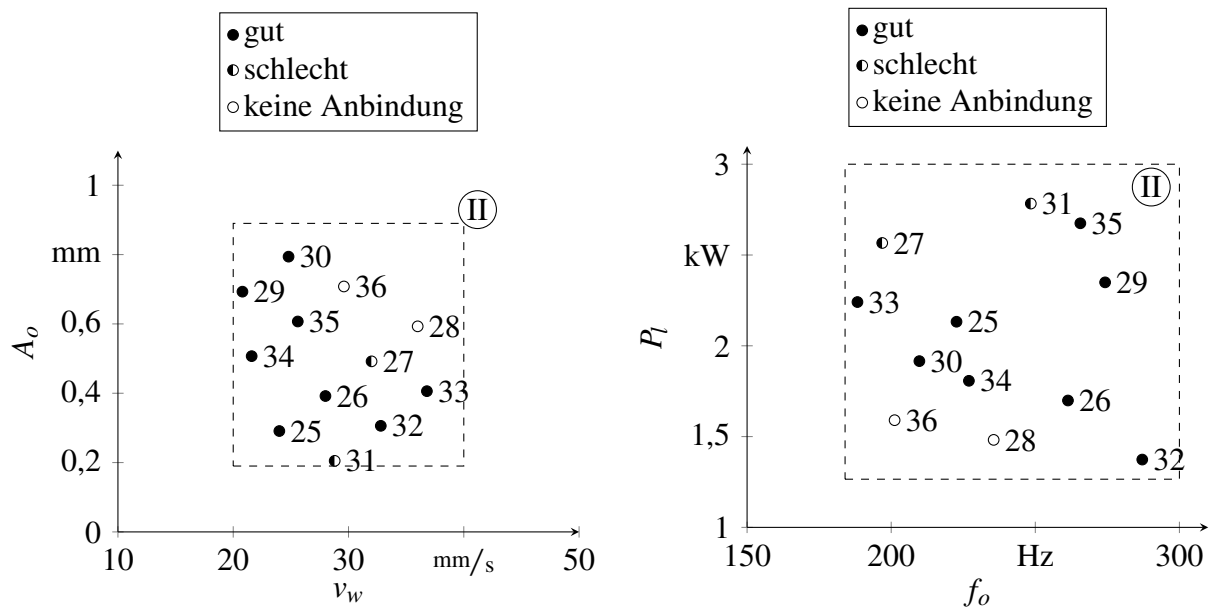 gut
schlecht
keine Anbindung
1
mm
0,6
0,4
0,2
0
A_o
II
30
36
29
35
28
34
27
26
33
25
32
31
10
20
30
mm/s
50
v_w
gut
schlecht
keine Anbindung
3
kW
2
1,5
1
P_l
II
31
35
27
29
33
25
30
34
26
36
28
32
150
200
Hz
300
f_o